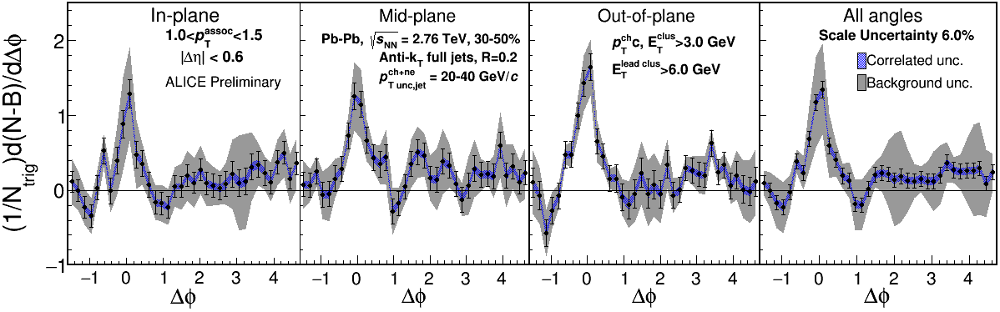 (1/N_trig)d(N-B)/dΔϕ
2
1
0
−1
In-plane
1.0<p_T^assoc<1.5
|Δη| < 0.6
ALICE Preliminary
−1 0 1 2 3 4
Δϕ
Mid-plane
Pb-Pb, √s_NN = 2.76 TeV, 30-50%
Anti-k_T full jets, R=0.2
p_T unc,jet^ch+ne = 20-40 GeV/c
−1 0 1 2 3 4
Δϕ
Out-of-plane
p_T^ch c, E_T^clus>3.0 GeV
E_T^lead clus>6.0 GeV
−1 0 1 2 3 4
Δϕ
All angles
Scale Uncertainty 6.0%
Correlated unc.
Background unc.
−1 0 1 2 3 4
Δϕ